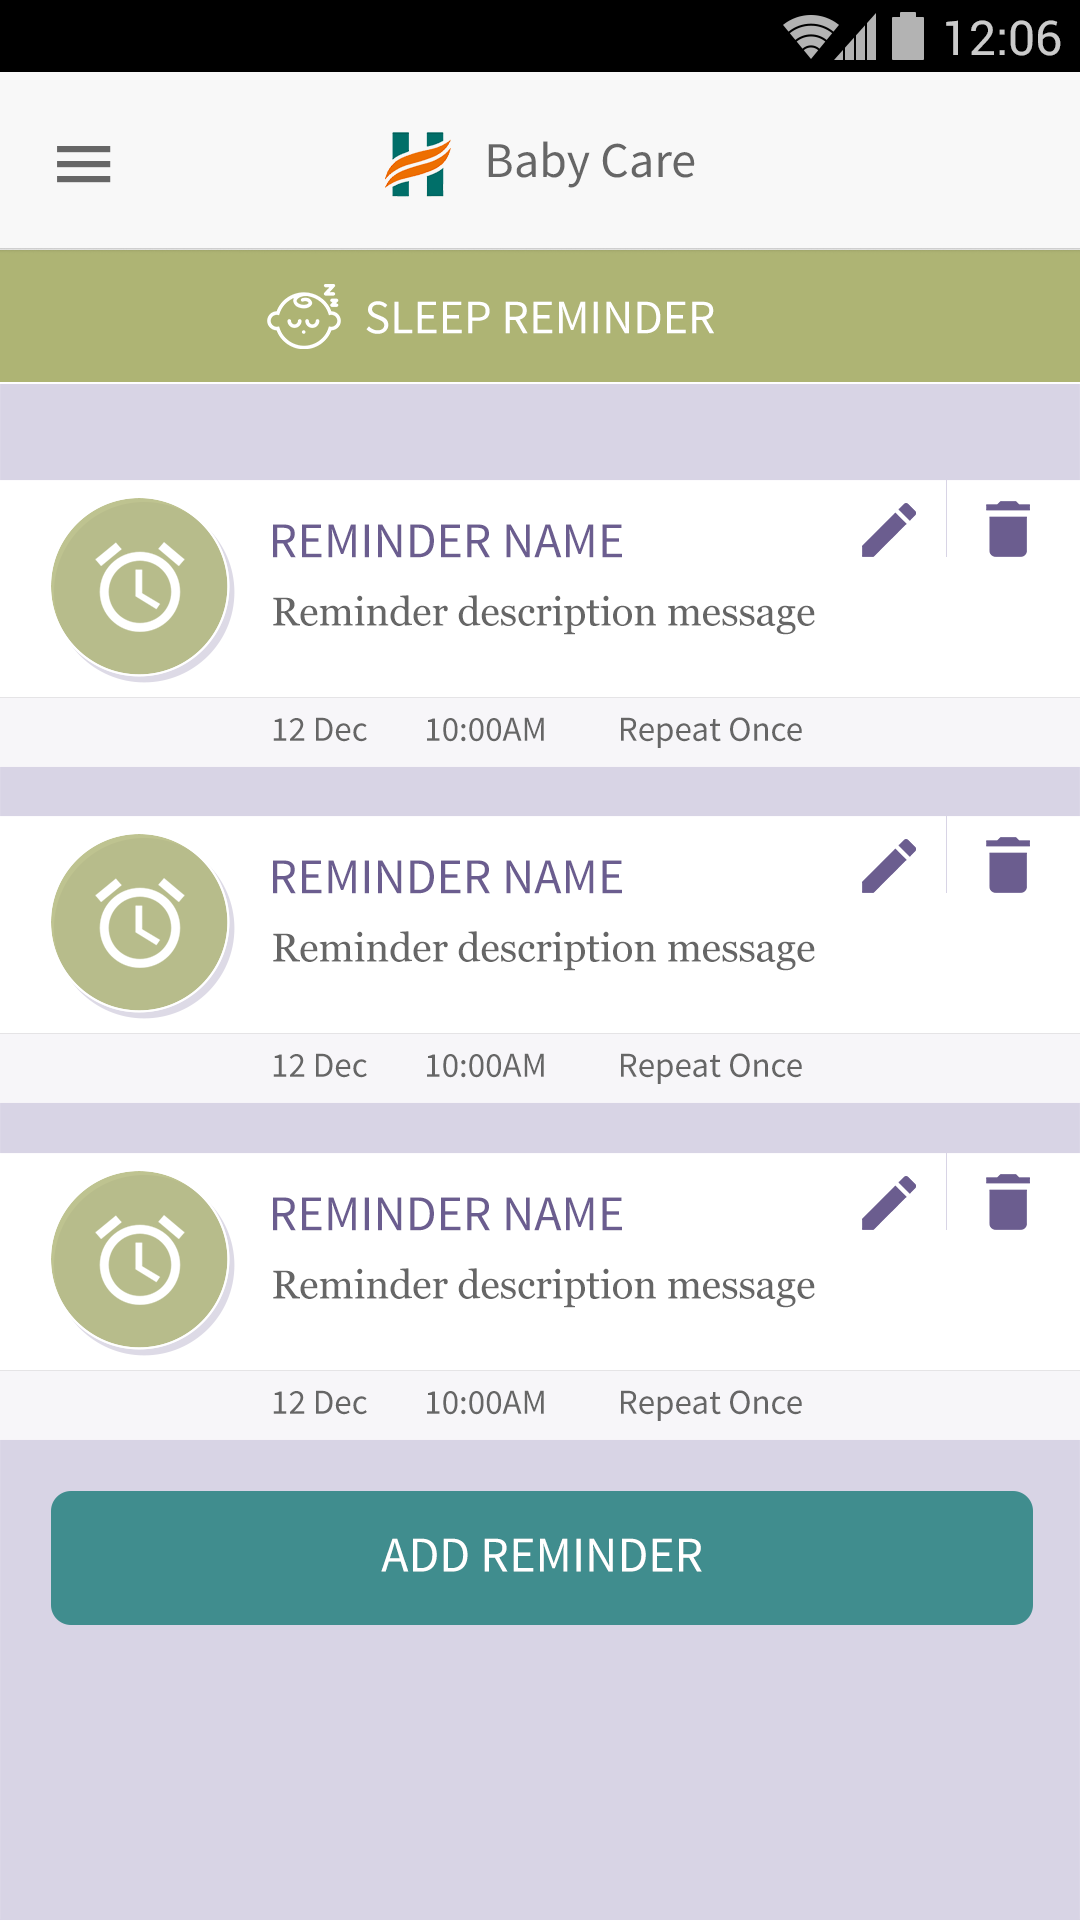 12:06
Baby Care
SLEEP REMINDER
REMINDER NAME
Reminder description message
12 Dec 10:00AM Repeat Once
REMINDER NAME
Reminder description message
12 Dec 10:00AM Repeat Once
REMINDER NAME
Reminder description message
12 Dec 10:00AM Repeat Once
ADD REMINDER